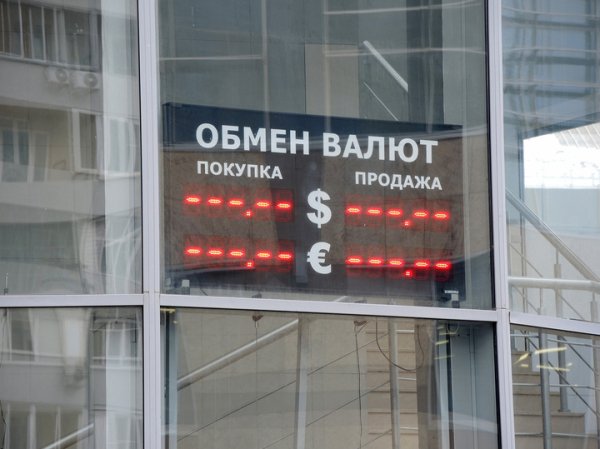 ОБМЕН ВАЛЮТ
ПОКУПКА ПРОДАЖА
---.-- $ ---.--
---.-- € ---.--